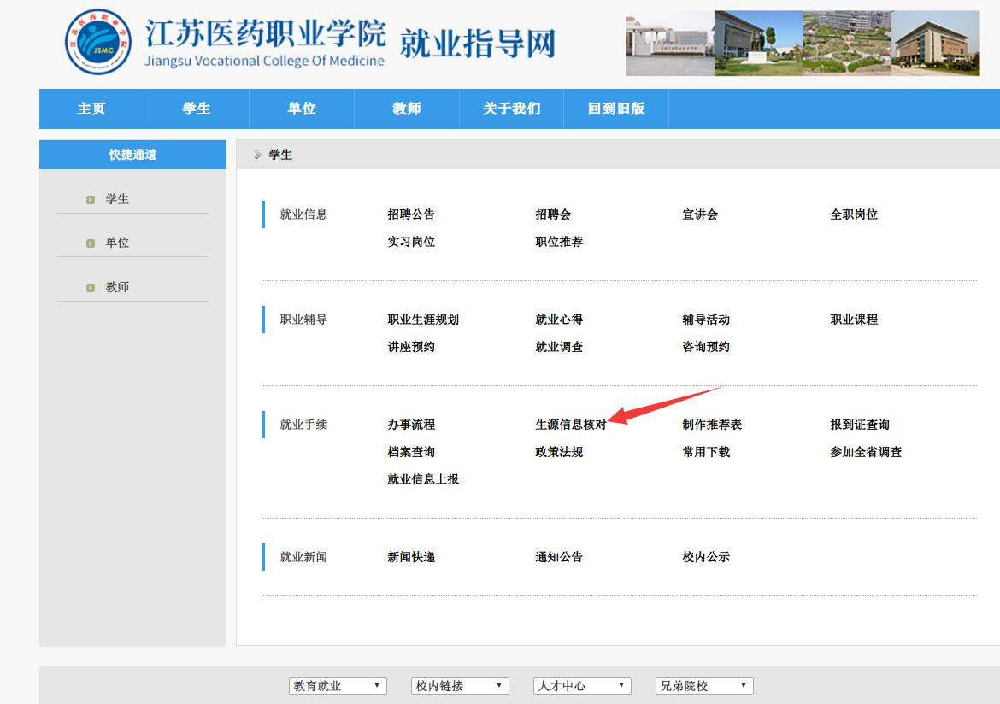 江苏医药职业学院 就业指导网
Jiangsu Vocational College Of Medicine
JSMC
主页 学生 单位 教师 关于我们 回到旧版
快捷通道
学生
单位
教师
学生
就业信息 招聘公告 招聘会 宣讲会 全职岗位
实习岗位 职位推荐
职业辅导 职业生涯规划 就业心得 辅导活动 职业课程
讲座预约 就业调查 咨询预约
就业手续 办事流程 生源信息核对 制作推荐表 报到证查询
档案查询 政策法规 常用下载 参加全省调查
就业信息上报
就业新闻 新闻快递 通知公告 校内公示
教育就业 校内链接 人才中心 兄弟院校